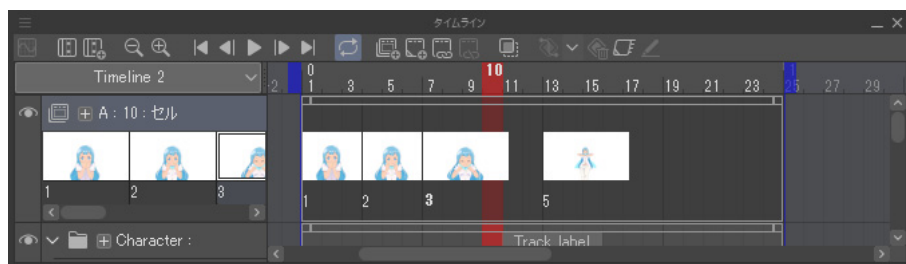 タイムライン
Timeline 2
-2 0 10 1
1 3 5 7 9 11 13 15 17 19 21 23 25 27 29
A : 10 : セル
1 2 3 1 2 3 5
Character :
Track label